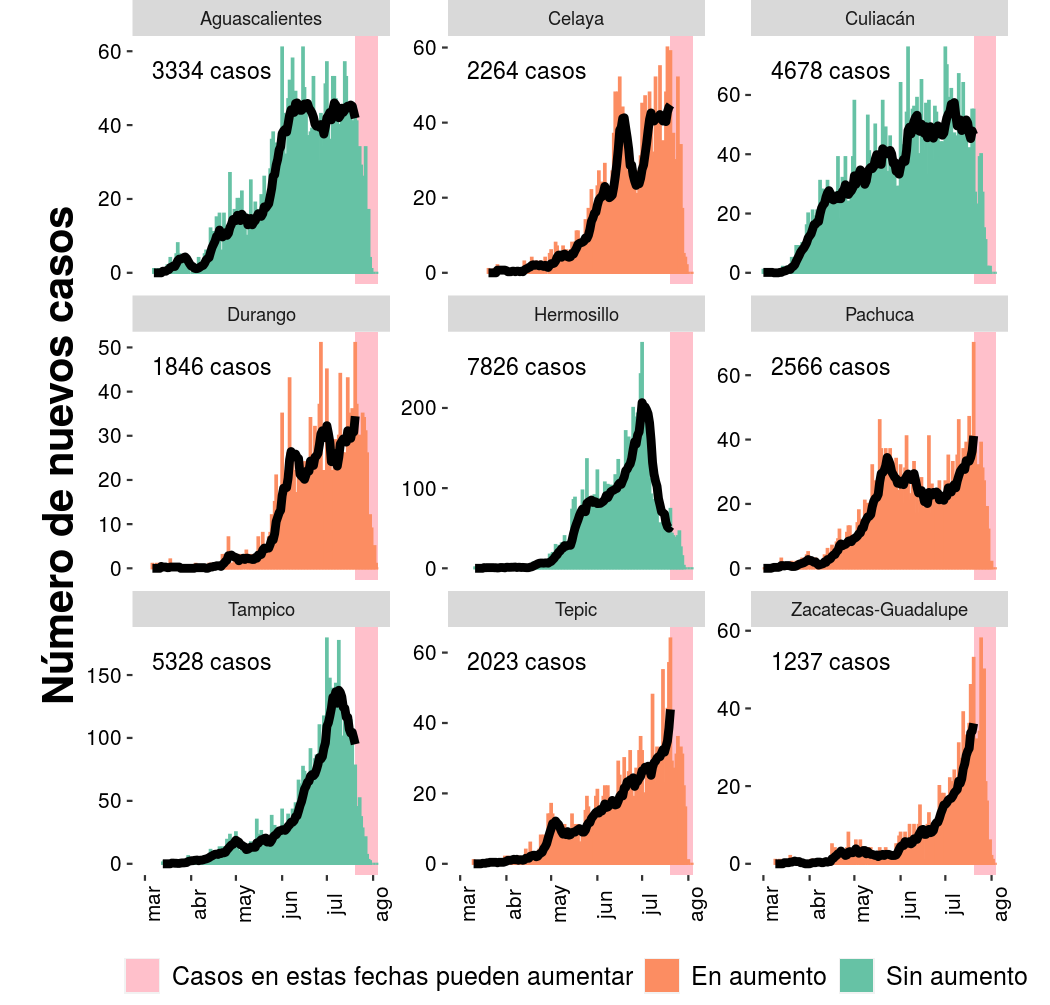 Número de nuevos casos
Aguascalientes
3334 casos
60
40
20
0
Celaya
2264 casos
60
40
20
0
Culiacán
4678 casos
60
40
20
0
Durango
1846 casos
50
40
30
20
10
0
Hermosillo
7826 casos
200
100
0
Pachuca
2566 casos
60
40
20
0
Tampico
5328 casos
150
100
50
0
Tepic
2023 casos
60
40
20
0
Zacatecas-Guadalupe
1237 casos
60
40
20
0
mar abr may jun jul ago
mar abr may jun jul ago
mar abr may jun jul ago
Casos en estas fechas pueden aumentar En aumento Sin aumento